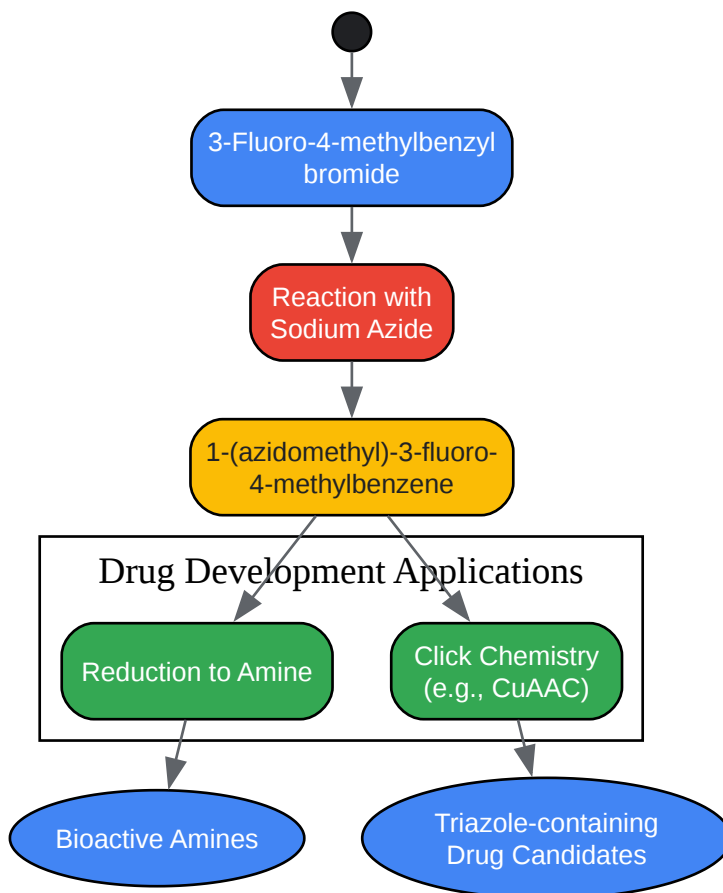 3-Fluoro-4-methylbenzyl
bromide
Reaction with
Sodium Azide
1-(azidomethyl)-3-fluoro-
4-methylbenzene
Drug Development Applications
Reduction to Amine
Click Chemistry
(e.g., CuAAC)
Bioactive Amines
Triazole-containing
Drug Candidates